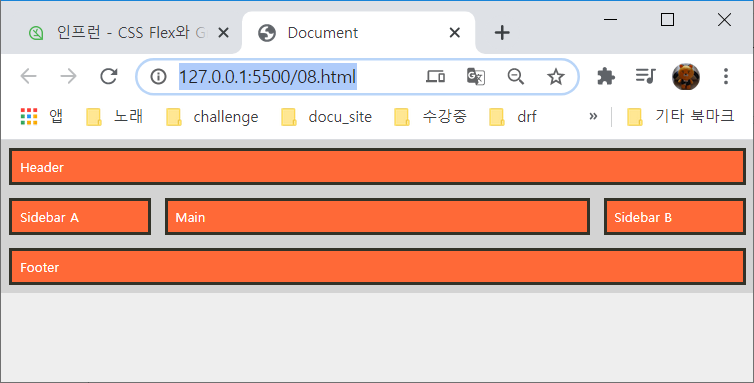 인프런 - CSS Flex와 G
Document
127.0.0.1:5500/08.html
앱 노래 challenge docu_site 수강중 drf » 기타 북마크
Header
Sidebar A Main Sidebar B
Footer